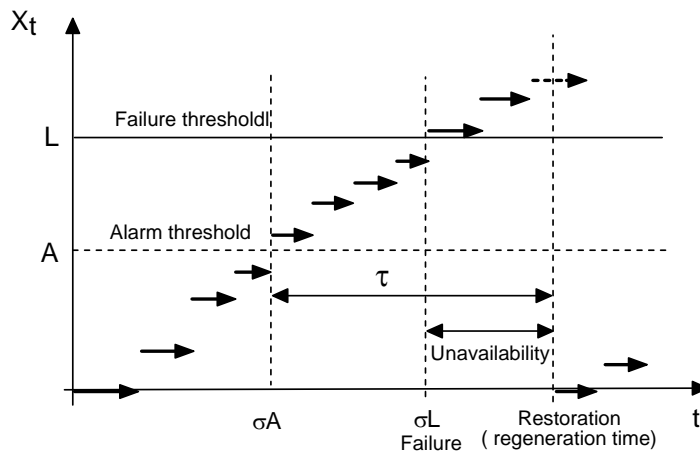 Xt
Failure thresholdl
L
Alarm threshold
A
τ
Unavailability
σA
σL
Failure
Restoration
( regeneration time)
t